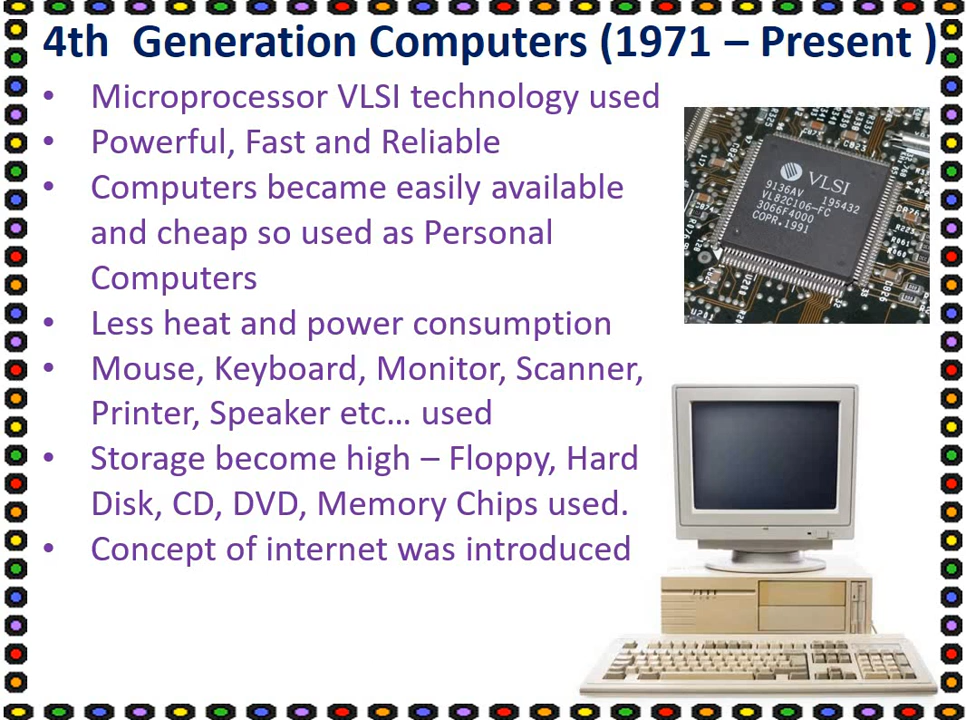 4th  Generation Computers (1971 – Present )
• Microprocessor VLSI technology used
• Powerful, Fast and Reliable
• Computers became easily available
and cheap so used as Personal
Computers
• Less heat and power consumption
• Mouse, Keyboard, Monitor, Scanner,
Printer, Speaker etc... used
• Storage become high – Floppy, Hard
Disk, CD, DVD, Memory Chips used.
• Concept of internet was introduced
VLSI
9136AV 195432
VL82C106-FC
3066F4000
COPR.1991